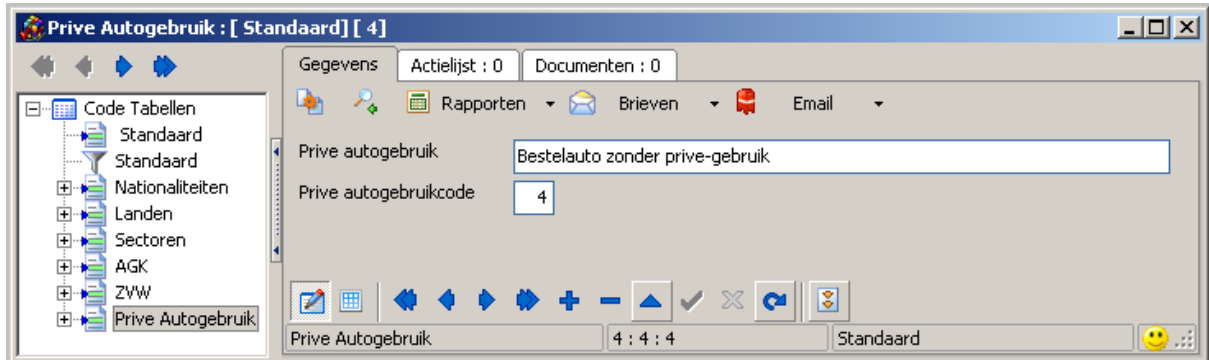 Prive Autogebruik : [ Standaard] [ 4]
Code Tabellen
Standaard
Standaard
Nationaliteiten
Landen
Sectoren
AGK
ZVW
Prive Autogebruik
Gegevens Actielijst : 0 Documenten : 0
Rapporten Brieven Email
Prive autogebruik Bestelauto zonder prive-gebruik
Prive autogebruikcode 4
Prive Autogebruik 4 : 4 : 4 Standaard